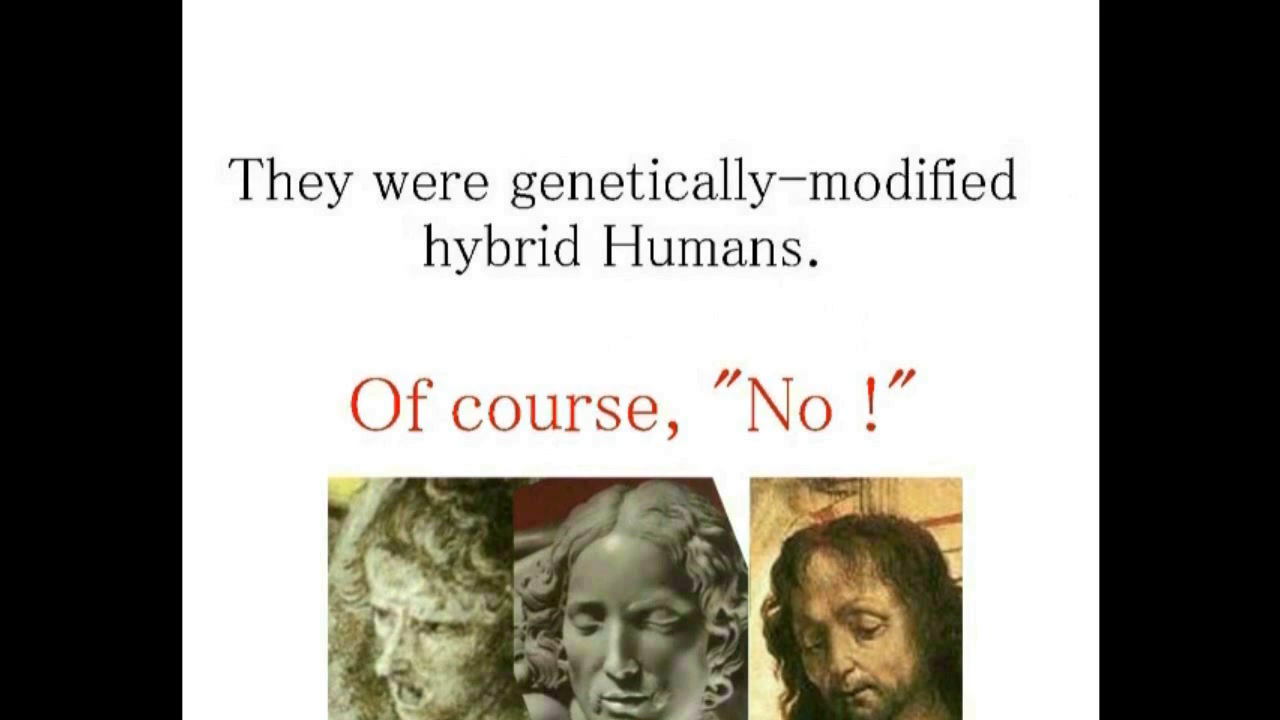 They were genetically-modified
hybrid Humans.
Of course, "No !"